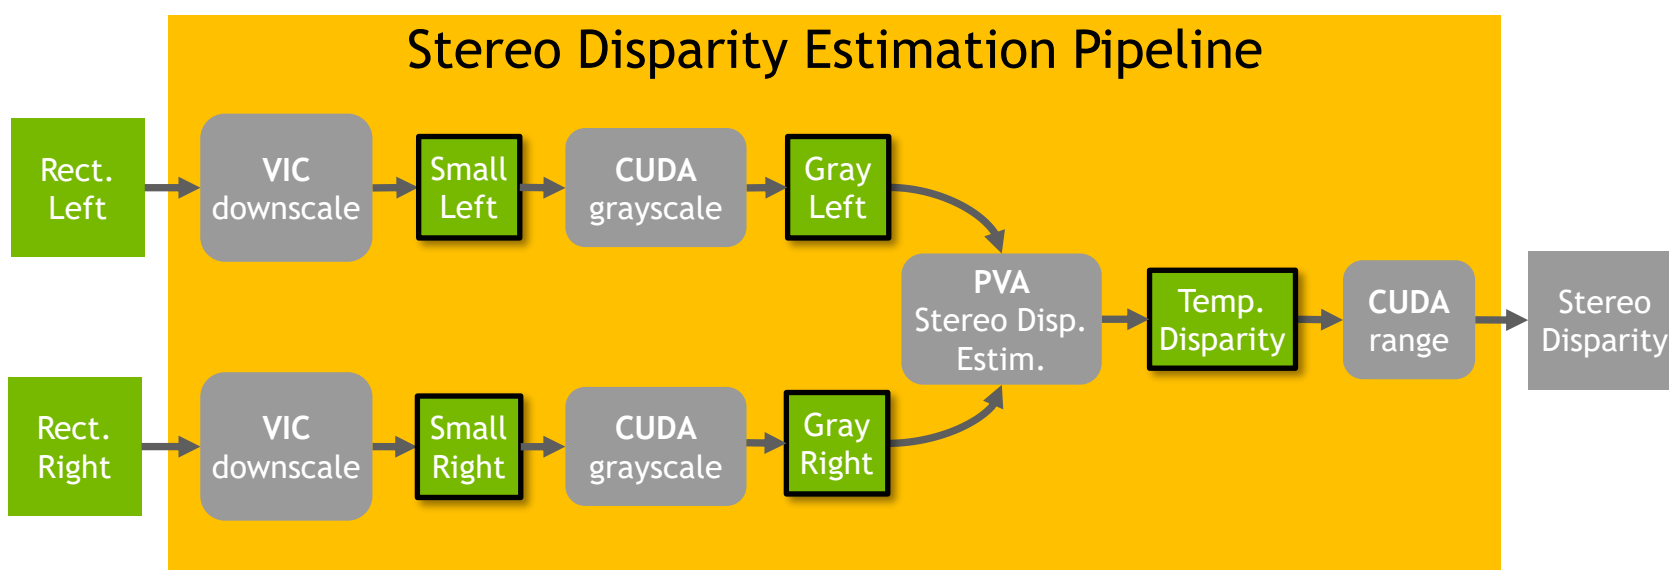 Stereo Disparity Estimation Pipeline
Rect.
Left
VIC
downscale
Small
Left
CUDA
grayscale
Gray
Left
PVA
Stereo Disp.
Estim.
Temp.
Disparity
CUDA
range
Stereo
Disparity
Rect.
Right
VIC
downscale
Small
Right
CUDA
grayscale
Gray
Right